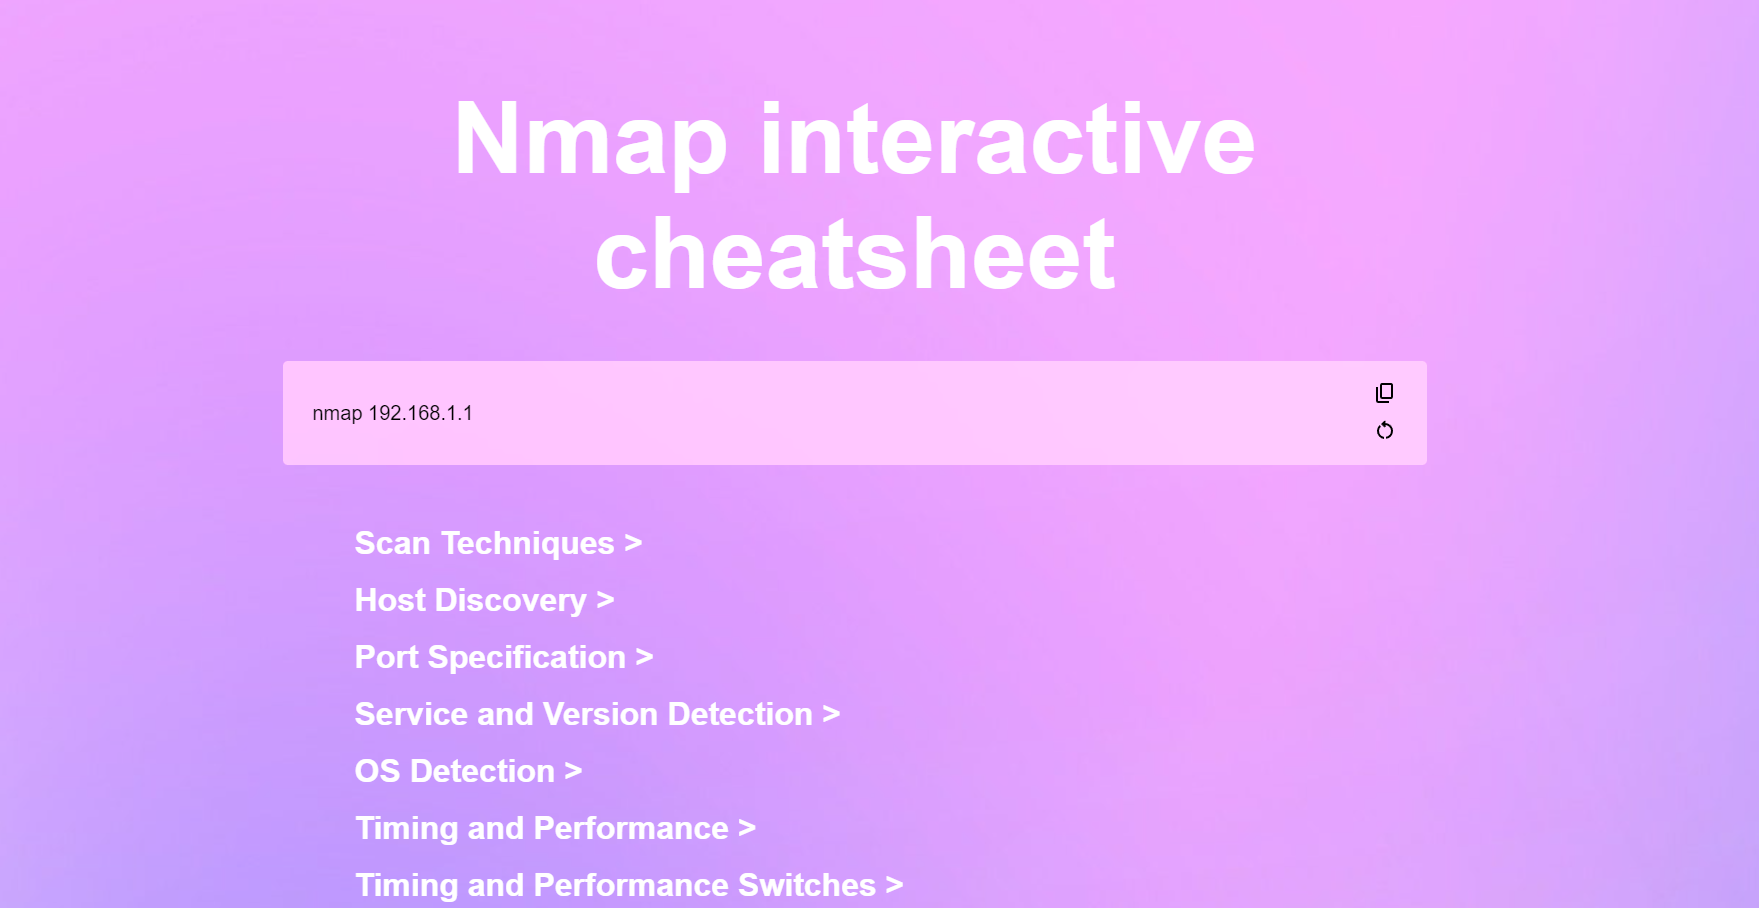 Nmap interactive
cheatsheet
nmap 192.168.1.1
Scan Techniques >
Host Discovery >
Port Specification >
Service and Version Detection >
OS Detection >
Timing and Performance >
Timing and Performance Switches >